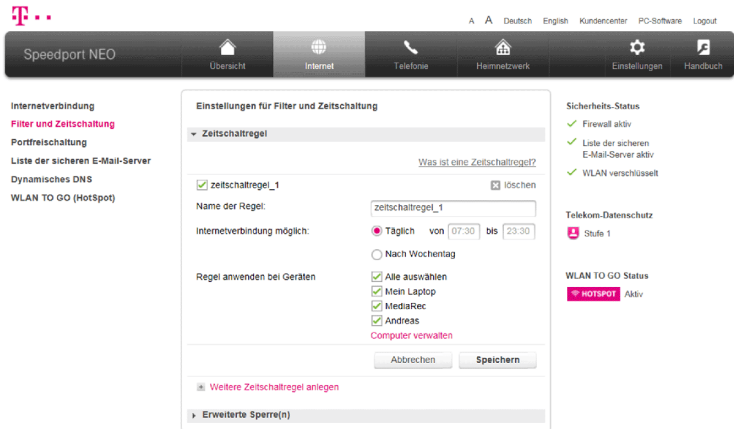 T
A A Deutsch English Kundencenter PC-Software Logout
Speedport NEO
Übersicht Internet Telefonie Heimnetzwerk Einstellungen Handbuch
Internetverbindung
Filter und Zeitschaltung
Portfreischaltung
Liste der sicheren E-Mail-Server
Dynamisches DNS
WLAN TO GO (HotSpot)
Einstellungen für Filter und Zeitschaltung
Zeitschaltregel
Was ist eine Zeitschaltregel?
zeitschaltregel_1 löschen
Name der Regel: zeitschaltregel_1
Internetverbindung möglich: Täglich von 07:30 bis 23:30
Nach Wochentag
Regel anwenden bei Geräten Alle auswählen
Mein Laptop
MediaRec
Andreas
Computer verwalten
Abbrechen Speichern
Weitere Zeitschaltregel anlegen
Erweiterte Sperre(n)
Sicherheits-Status
Firewall aktiv
Liste der sicheren
E-Mail-Server aktiv
WLAN verschlüsselt
Telekom-Datenschutz
Stufe 1
WLAN TO GO Status
HOTSPOT Aktiv